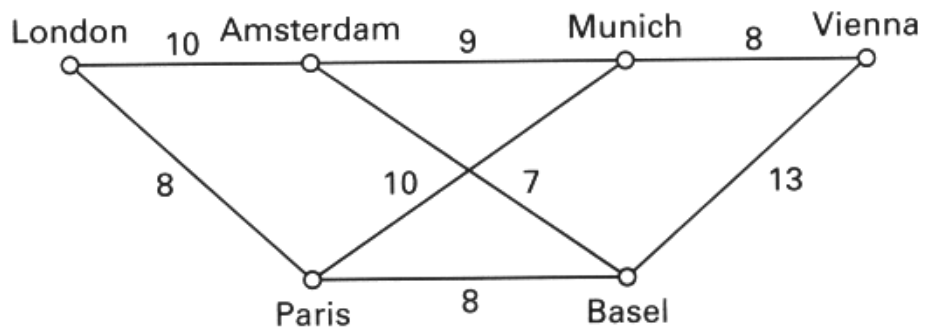 London 10 Amsterdam 9 Munich 8 Vienna
8 10 7 13
Paris 8 Basel